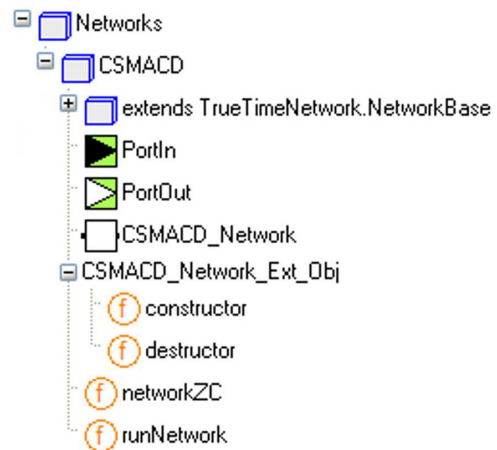 Networks
CSMACD
extends TrueTimeNetwork.NetworkBase
PortIn
PortOut
CSMACD_Network
CSMACD_Network_Ext_Obj
f constructor
f destructor
f networkZC
f runNetwork